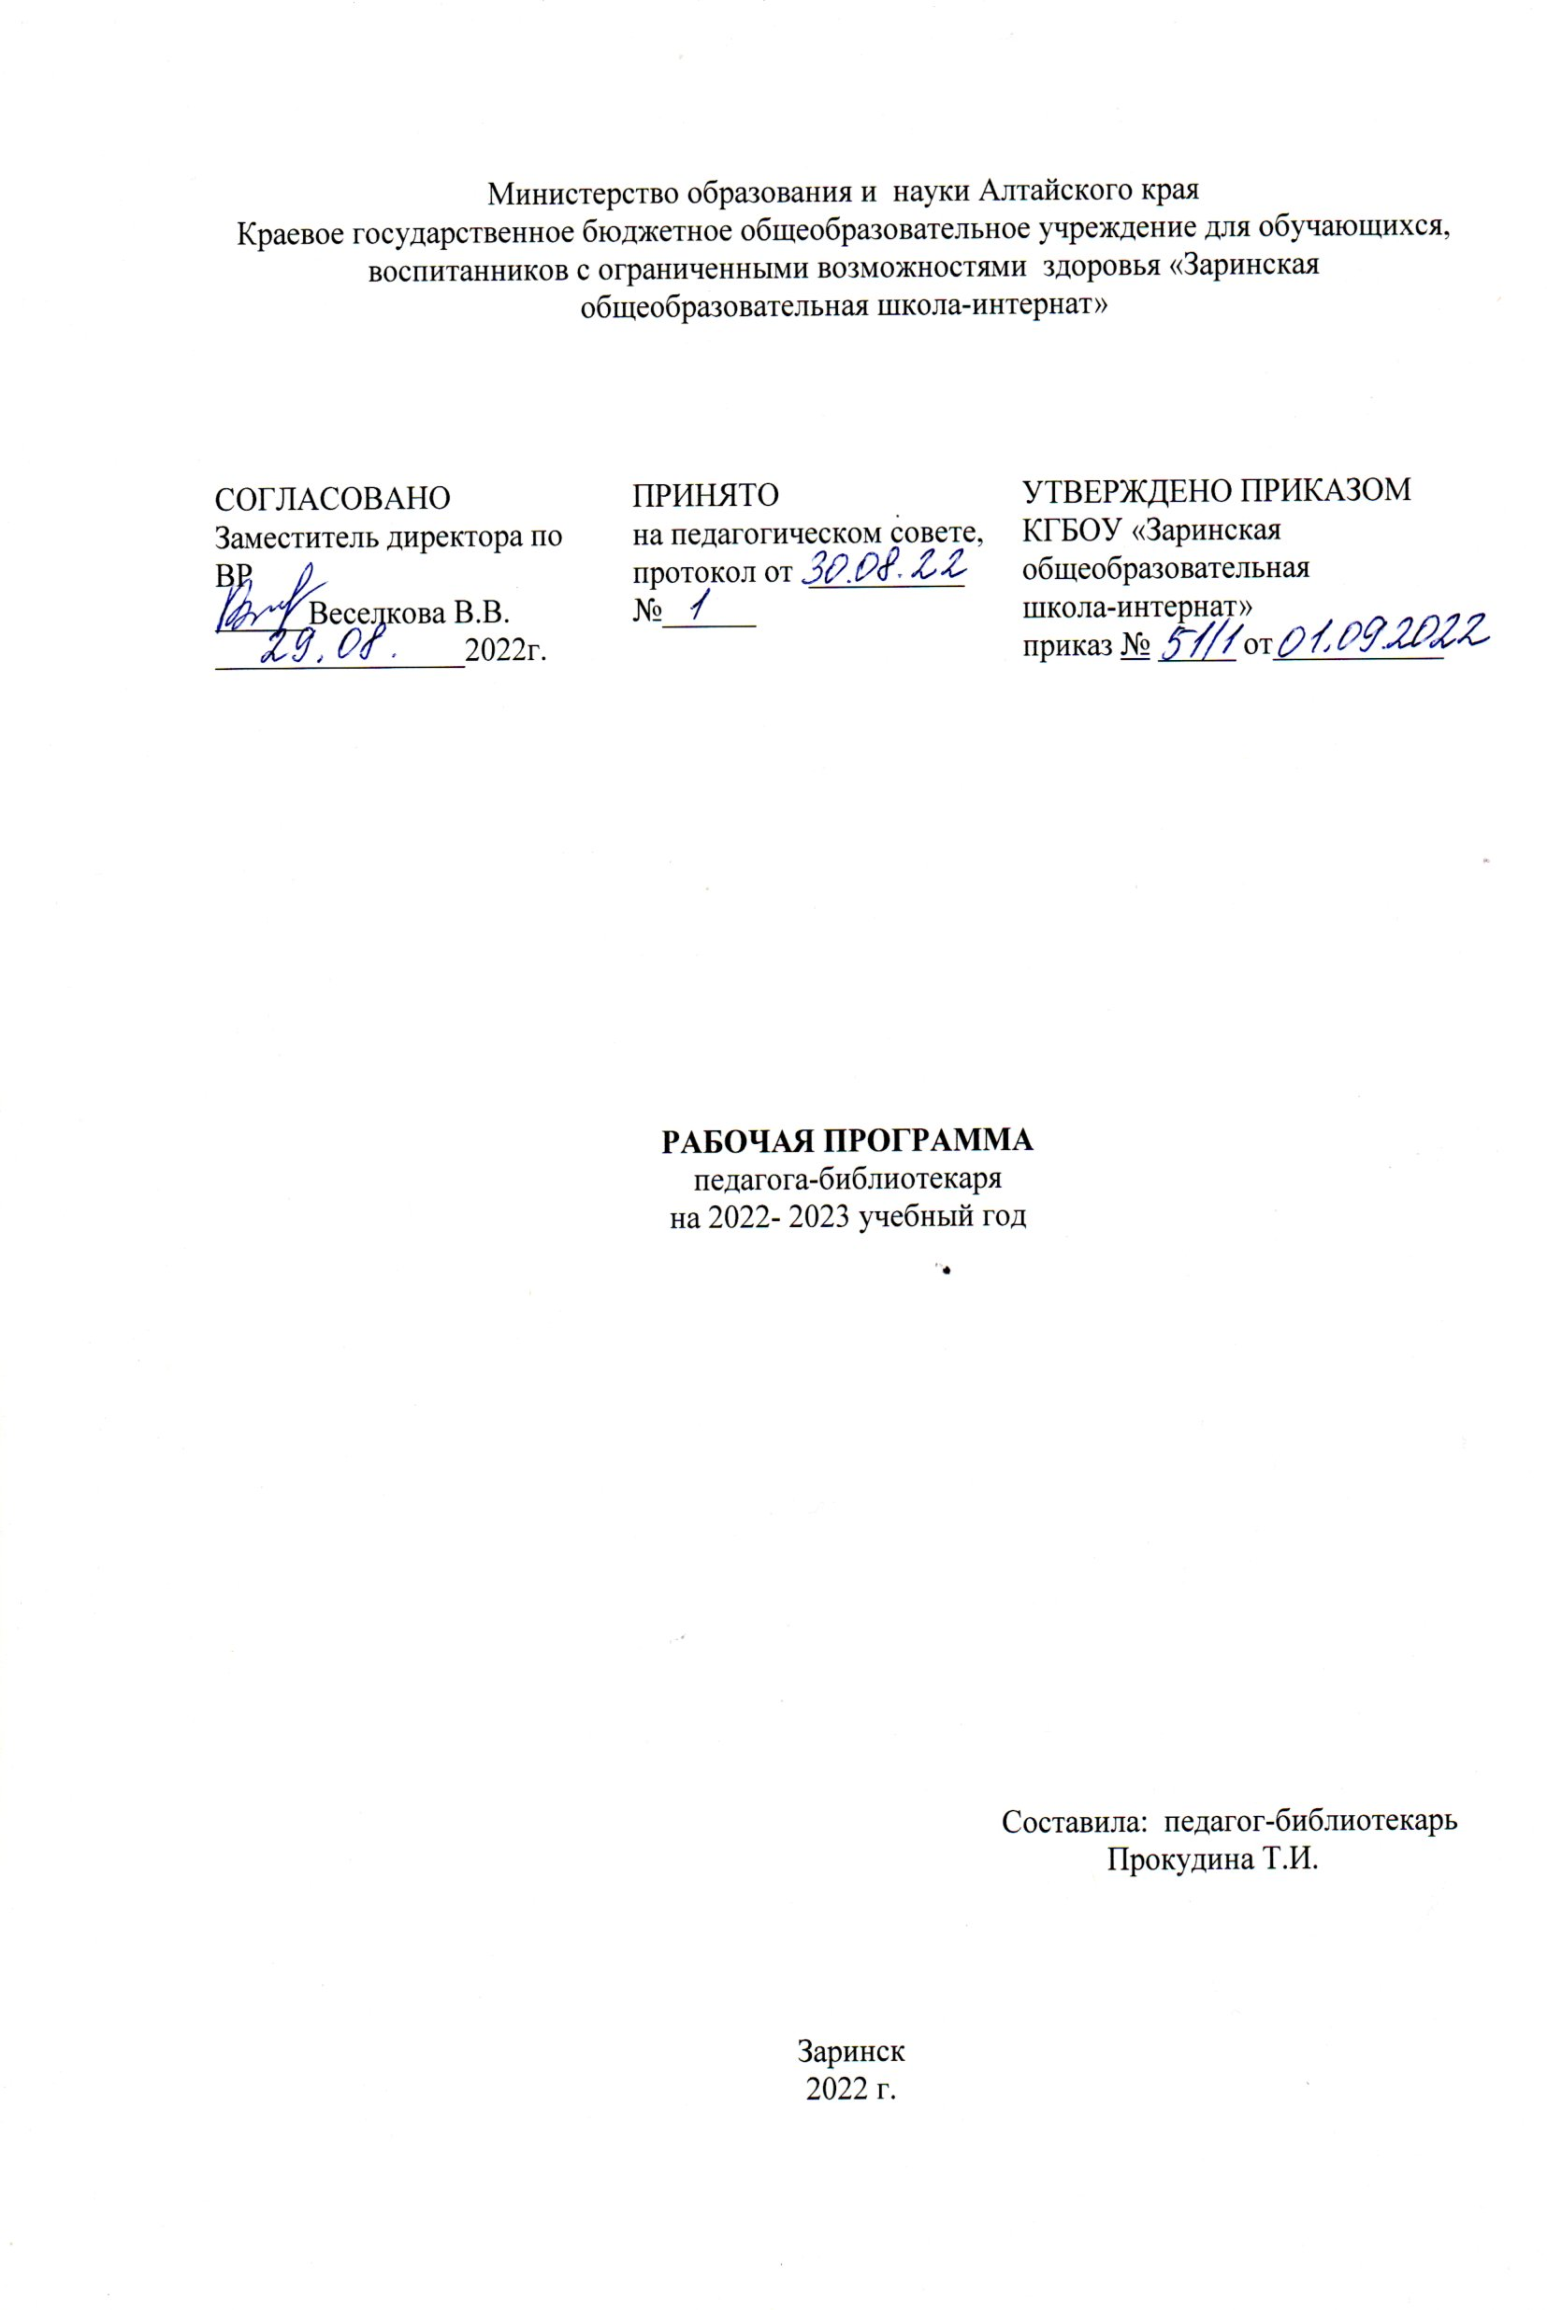 Министерство образования и науки Алтайского края
Краевое государственное бюджетное общеобразовательное учреждение для обучающихся,
воспитанников с ограниченными возможностями здоровья «Заринская
общеобразовательная школа-интернат»
СОГЛАСОВАНО
Заместитель директора по
ВР
Веселкова В.В.
29.08. 2022г.
ПРИНЯТО
на педагогическом совете,
протокол от 30.08.22
№ 1
УТВЕРЖДЕНО ПРИКАЗОМ
КГБОУ «Заринская
общеобразовательная
школа-интернат»
приказ № 51/1 от 01.09.2022
РАБОЧАЯ ПРОГРАММА
педагога-библиотекаря
на 2022- 2023 учебный год
Составила: педагог-библиотекарь
Прокудина Т.И.
Заринск
2022 г.